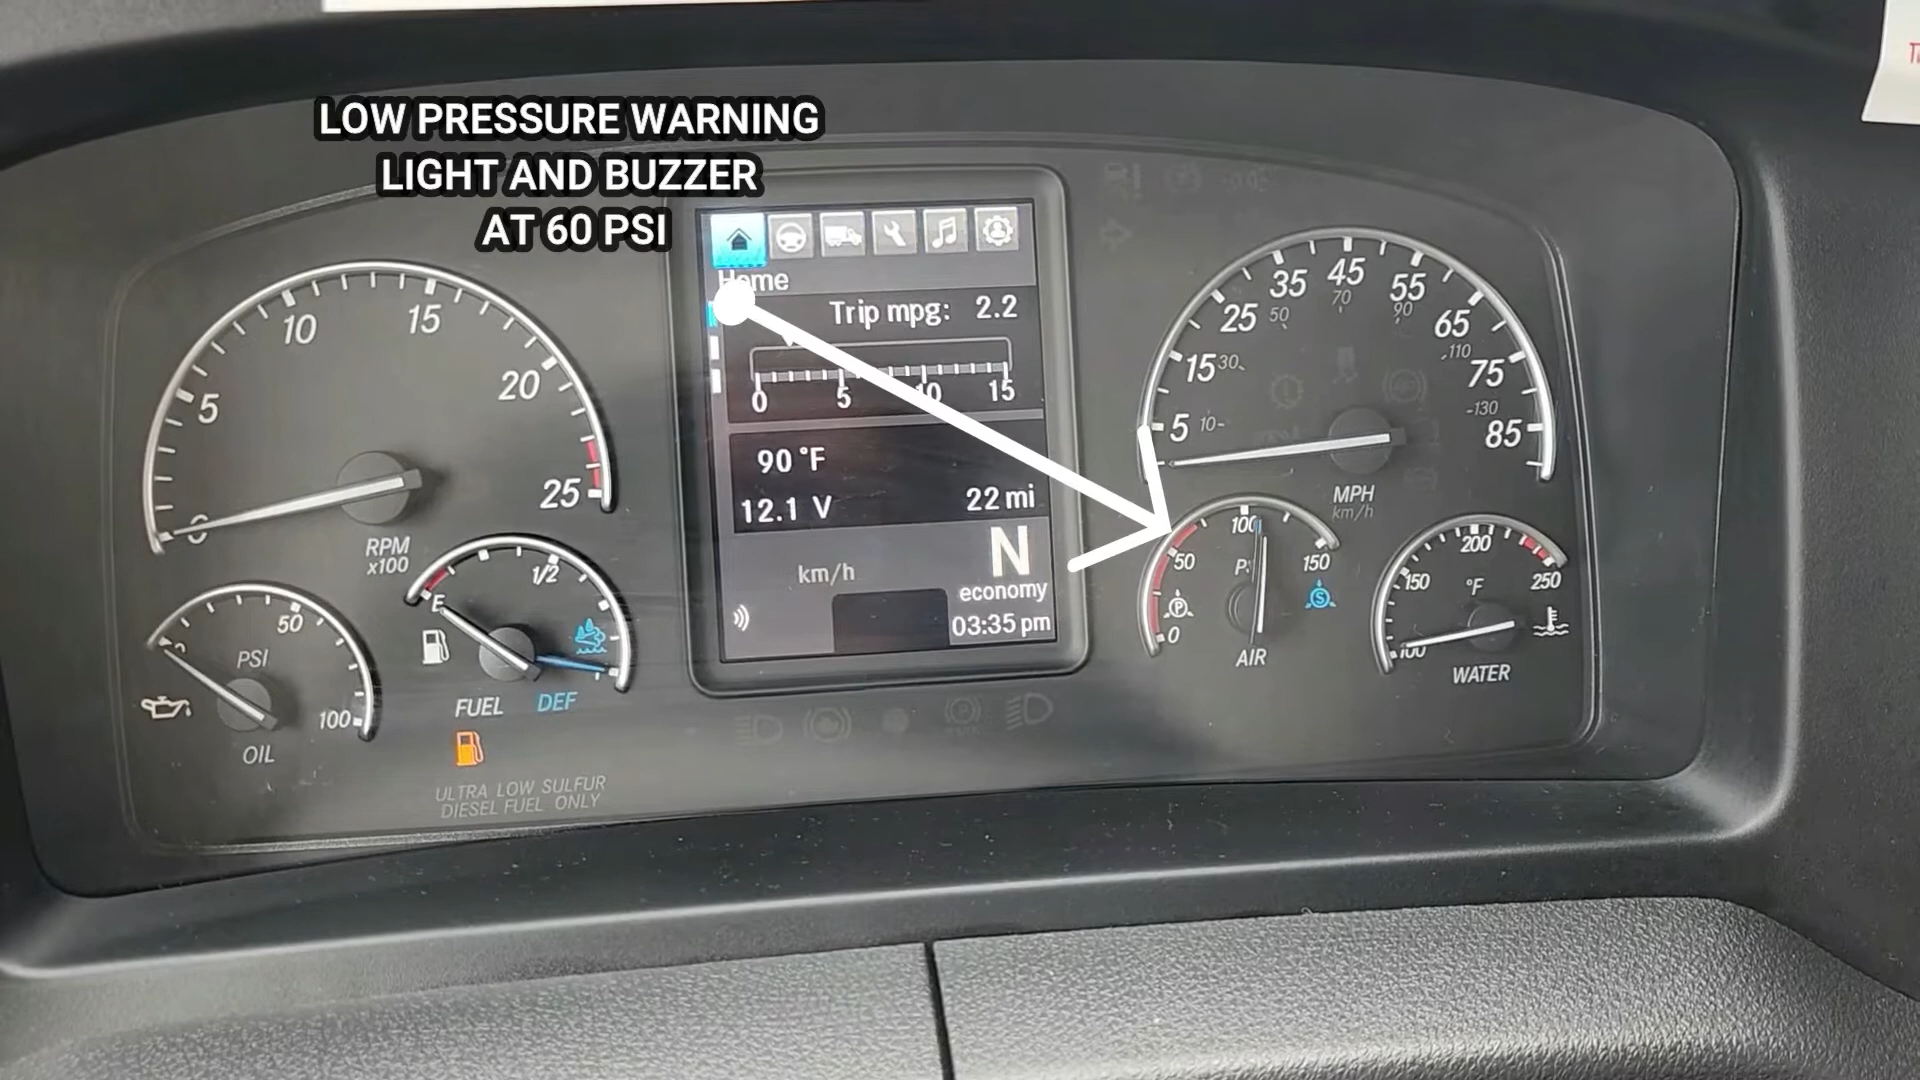 LOW PRESSURE WARNING
LIGHT AND BUZZER
AT 60 PSI
Home
Trip mpg: 2.2
0 5 10 15
90 °F
12.1 V 22 mi
N
km/h
economy
03:35 pm
0 5 10 15 20 25
RPM
x100
50 100
PSI
OIL
E 1/2
FUEL DEF
ULTRA LOW SULFUR
DIESEL FUEL ONLY
5 15 25 35 45 55 65 75 85
10 30 50 70 90 110 130
MPH
km/h
0 50 100 150
P
S
AIR
100 150 200 250
°F
WATER